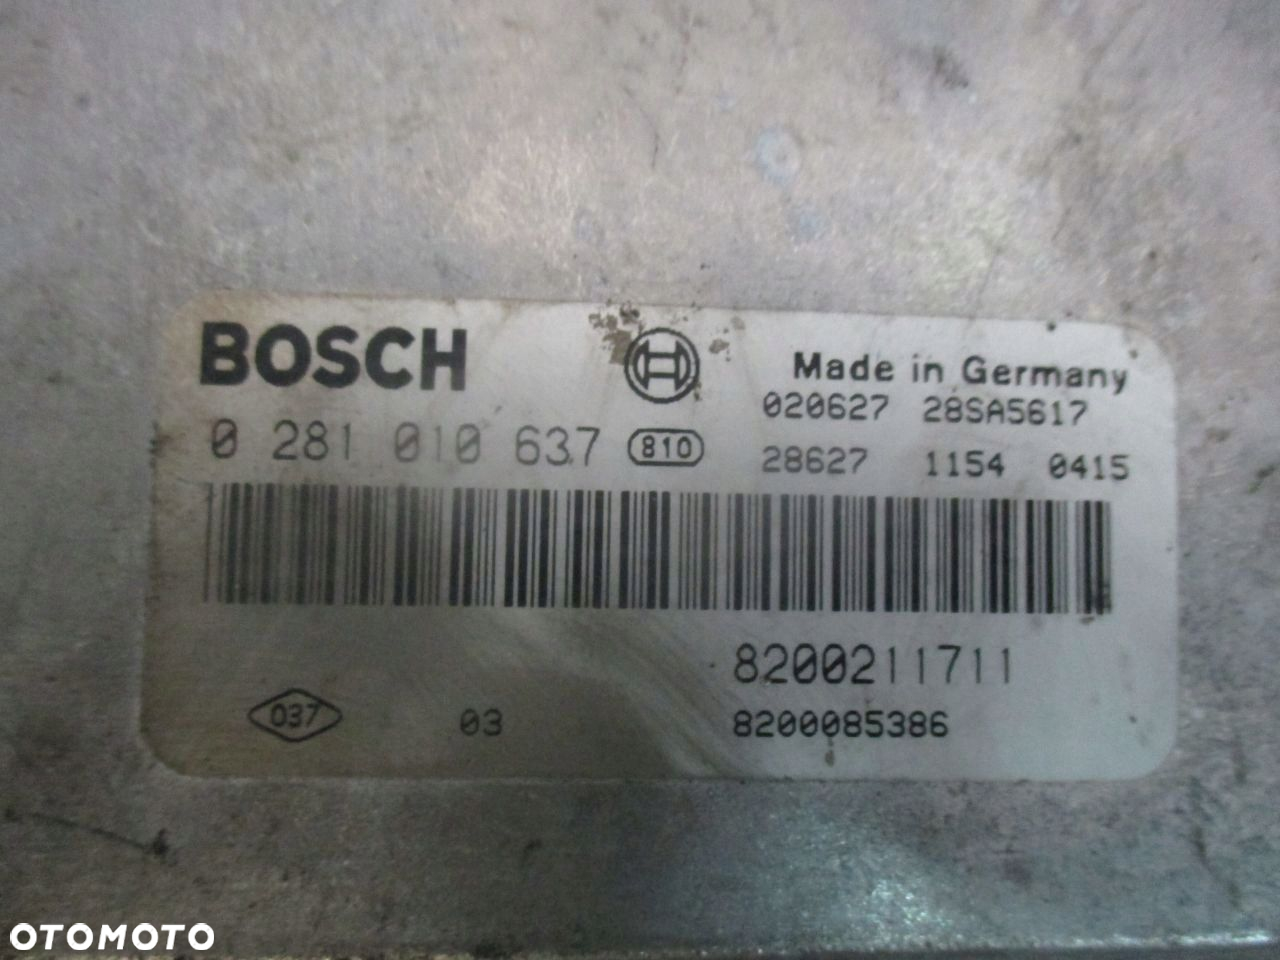 BOSCH
Made in Germany
020627 28SA5617
0 281 010 637 810
28627 1154 0415
8200211711
037 03 8200085386
OTOMOTO